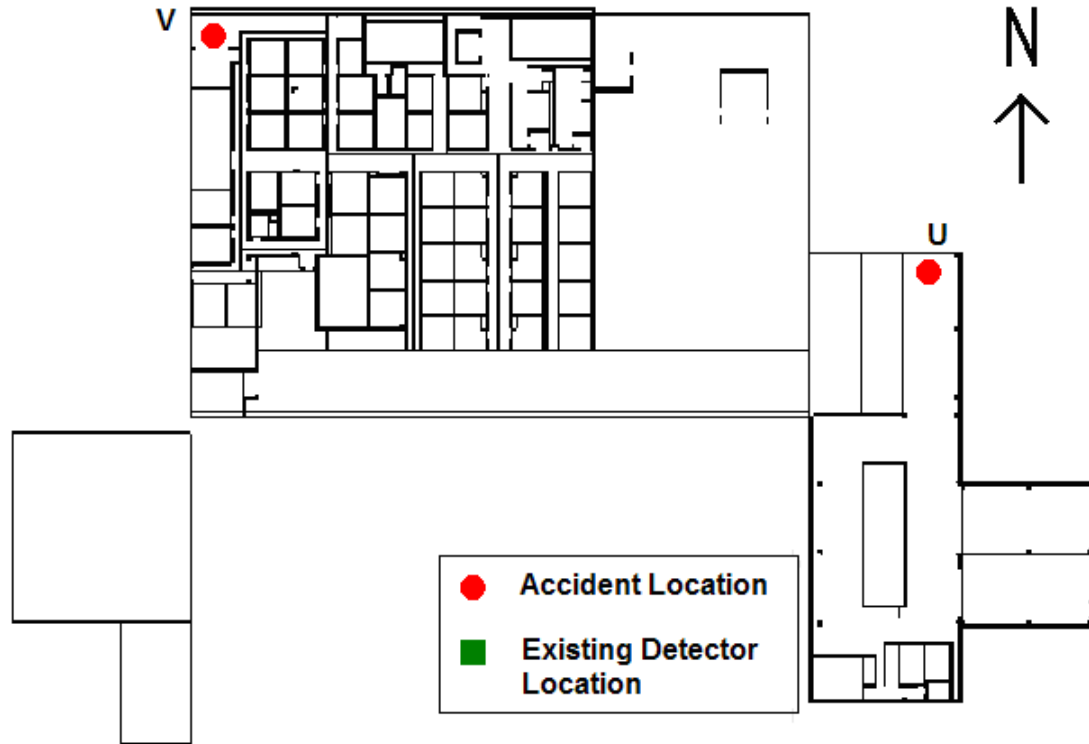 V
N
U
Accident Location
Existing Detector
Location